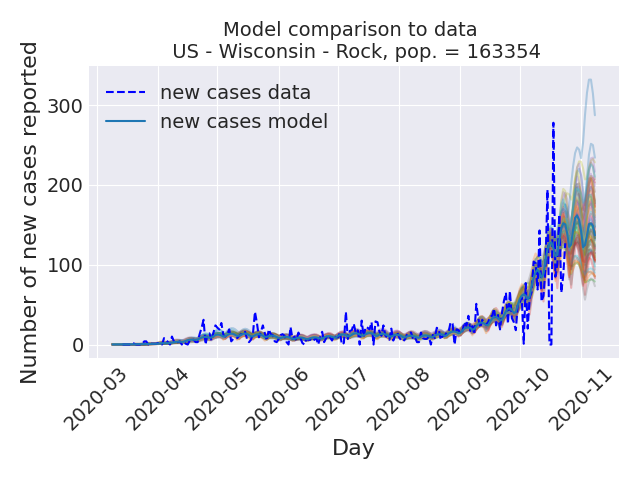 Model comparison to data
US - Wisconsin - Rock, pop. = 163354
new cases data
new cases model
Number of new cases reported
300
200
100
0
2020-03
2020-04
2020-05
2020-06
2020-07
2020-08
2020-09
2020-10
2020-11
Day